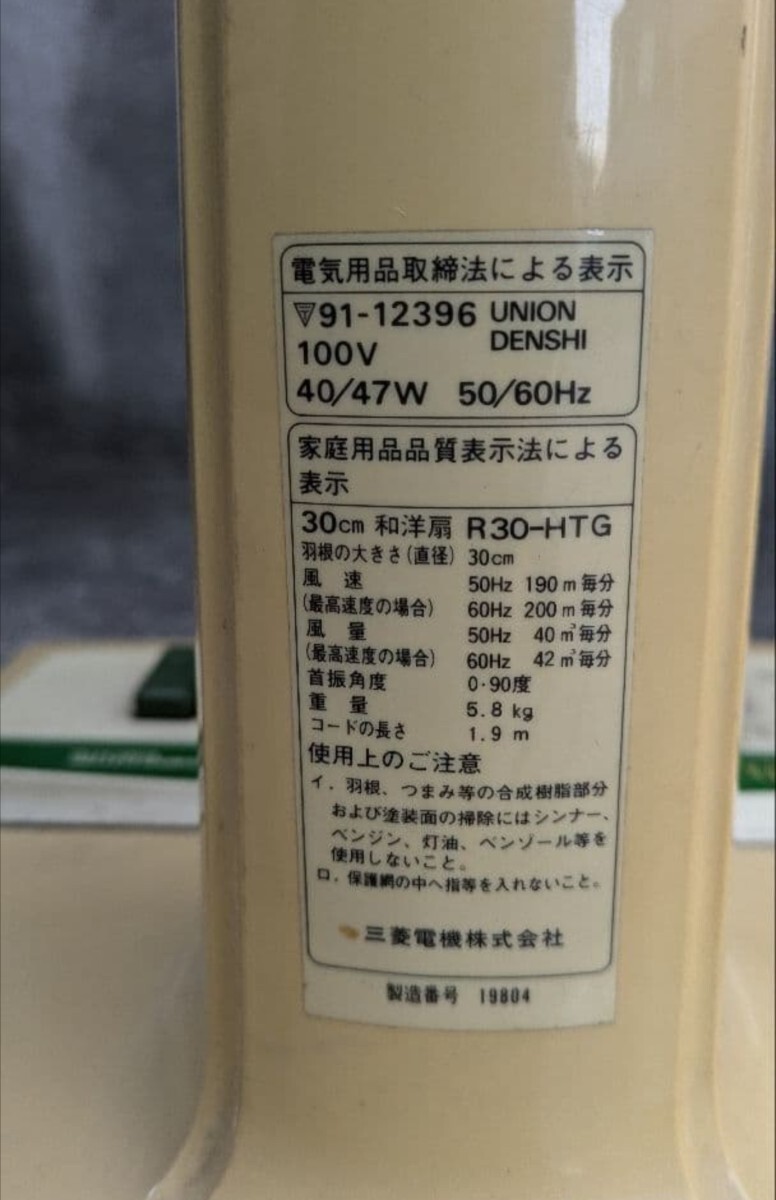 電気用品取締法による表示
91-12396 UNION DENSHI
100V
40/47W 50/60Hz
家庭用品品質表示法による
表示
30cm 和洋扇 R30-HTG
羽根の大きさ(直径) 30cm
風 速 50Hz 190m毎分
(最高速度の場合) 60Hz 200m毎分
風 量 50Hz 40㎥毎分
(最高速度の場合) 60Hz 42㎥毎分
首振角度 0·90度
重 量 5.8kg
コードの長さ 1.9m
使用上のご注意
イ. 羽根、つまみ等の合成樹脂部分
および塗装面の掃除にはシンナー、
ベンジン、灯油、ベンゾール等を
使用しないこと。
ロ. 保護網の中へ指等を入れないこと。
三菱電機株式会社
製造番号 19804